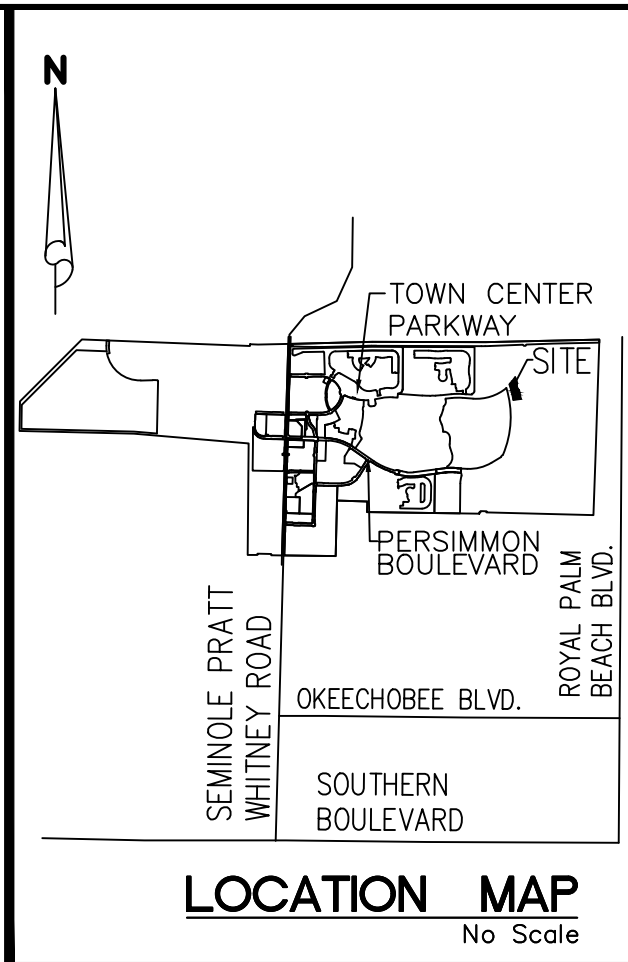 N
TOWN CENTER
PARKWAY
SITE
PERSIMMON
BOULEVARD
SEMINOLE PRATT
WHITNEY ROAD
ROYAL PALM
BEACH BLVD.
OKEECHOBEE BLVD.
SOUTHERN
BOULEVARD
LOCATION MAP
No Scale